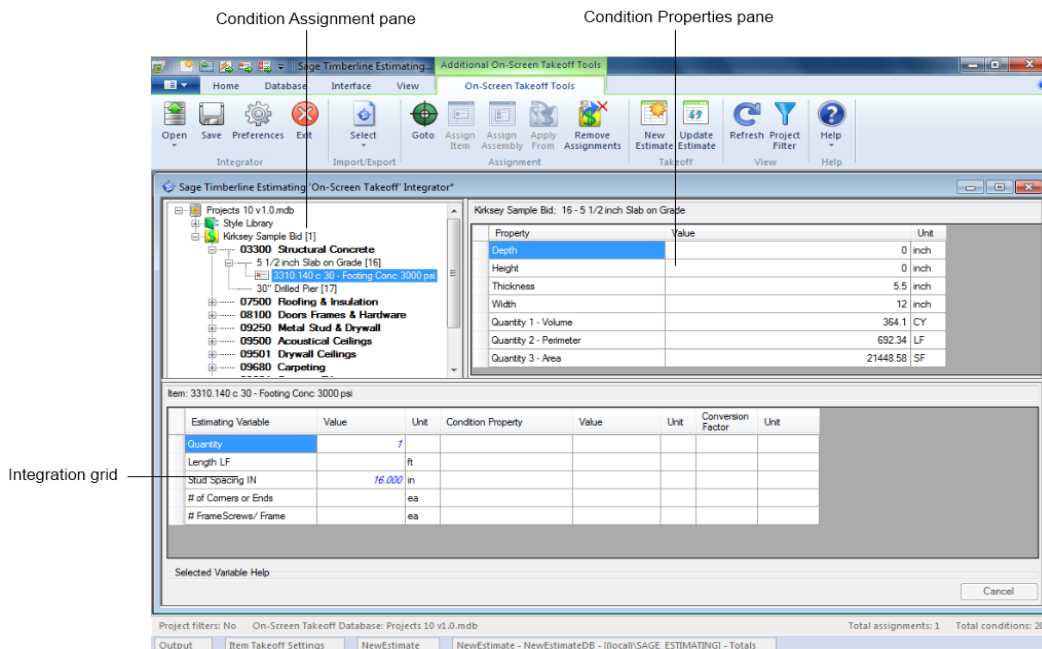 Condition Assignment pane
Condition Properties pane
Sage Timberline Estimating...
Additional On-Screen Takeoff Tools
Home Database Interface View On-Screen Takeoff Tools
Open Save Preferences Exit Select Goto Assign Item Assign Assembly Apply From Remove Assignments New Estimate Update Estimate Refresh Project Filter Help
Integrator Import/Export Assignment Takeoff View Help
Sage Timberline Estimating 'On-Screen Takeoff' Integrator*
Projects 10 v1.0.mdb
Style Library
Kirksey Sample Bid [1]
03300 Structural Concrete
5 1/2 inch Slab on Grade [16]
3310.140 c 30 - Footing Conc 3000 psi
30" Drilled Pier [17]
07500 Roofing & Insulation
08100 Doors Frames & Hardware
09250 Metal Stud & Drywall
09500 Acoustical Ceilings
09501 Drywall Ceilings
09680 Carpeting
Kirksey Sample Bid; 16 - 5 1/2 inch Slab on Grade
Property Value Unit
Depth 0 inch
Height 0 inch
Thickness 5.5 inch
Width 12 inch
Quantity 1 - Volume 364.1 CY
Quantity 2 - Perimeter 692.34 LF
Quantity 3 - Area 21448.58 SF
Item: 3310.140 c 30 - Footing Conc 3000 psi
Estimating Variable Value Unit Condition Property Value Unit Conversion Factor Unit
Quantity 1
Length LF ft
Integration grid
Stud Spacing IN 16.000 in
# of Corners or Ends ea
# FrameScrews/ Frame ea
Selected Variable Help
Cancel
Project filters: No On-Screen Takeoff Database: Projects 10 v1.0.mdb Total assignments: 1 Total conditions: 20
Output Item Takeoff Settings NewEstimate NewEstimate - NewEstimateDB - [(local)\SAGE_ESTIMATING] - Totals